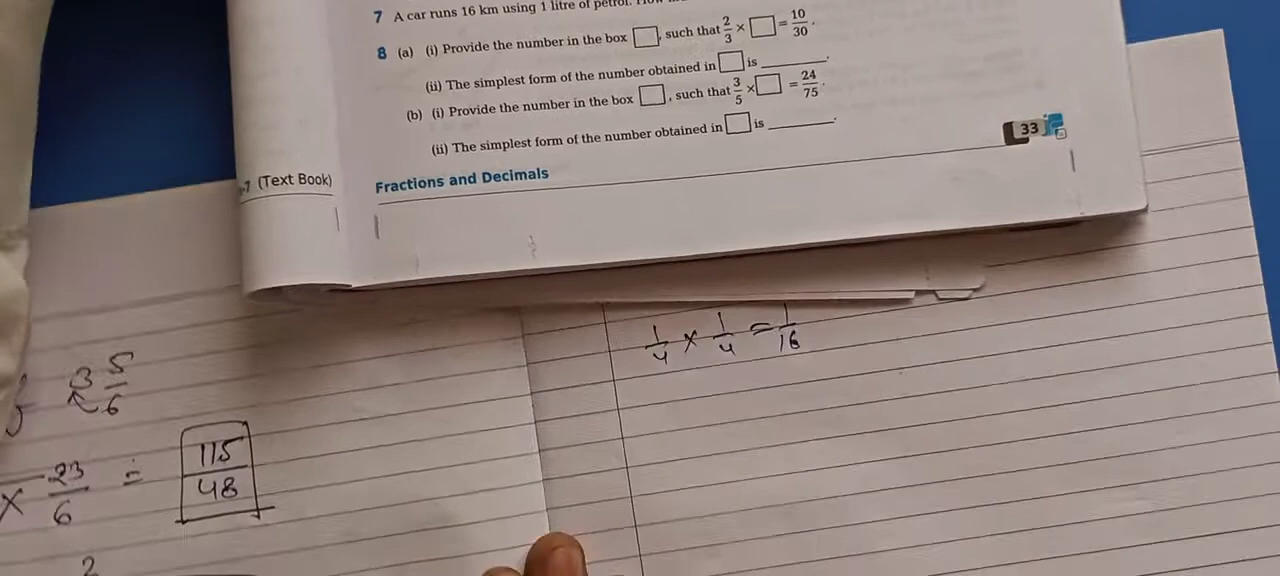 7 A car runs 16 km using 1 litre of petrol.
8 (a) (i) Provide the number in the box □, such that 2/3 × □ = 10/30.
(ii) The simplest form of the number obtained in □ is ______.
(b) (i) Provide the number in the box □, such that 3/5 × □ = 24/75.
(ii) The simplest form of the number obtained in □ is ______.
33
-7 (Text Book)
Fractions and Decimals
1/4 × 1/4 = 1/16
3 5/6
× 23/6 = 115/48
2